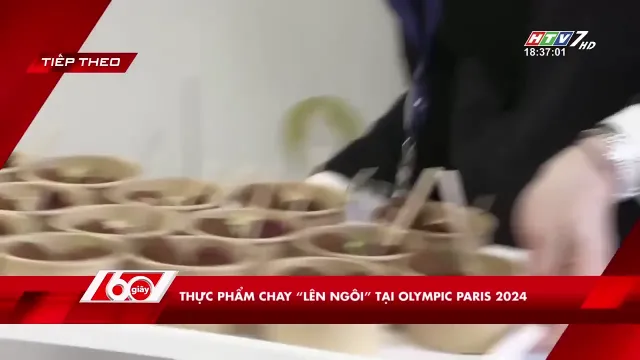 TIẾP THEO
HTV7 HD
18:37:01
60 giây
THỰC PHẨM CHAY “LÊN NGÔI” TẠI OLYMPIC PARIS 2024